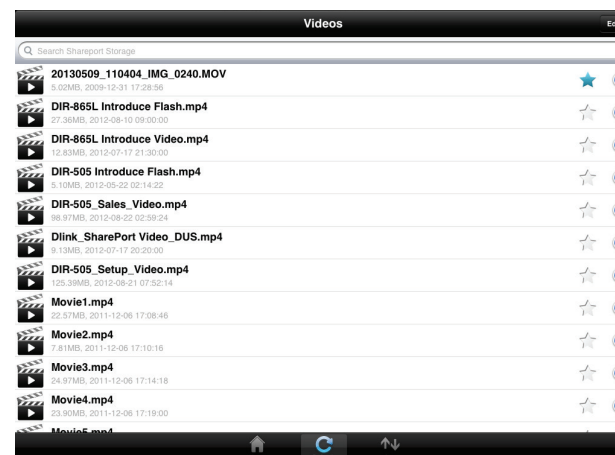 Videos
Ed
Search Shareport Storage
20130509_110404_IMG_0240.MOV
5.02MB, 2009-12-31 17:28:56
DIR-865L Introduce Flash.mp4
27.36MB, 2012-08-10 09:00:00
DIR-865L Introduce Video.mp4
12.83MB, 2012-07-17 21:30:00
DIR-505 Introduce Flash.mp4
5.10MB, 2012-05-22 02:14:22
DIR-505_Sales_Video.mp4
98.97MB, 2012-08-22 02:59:24
Dlink_SharePort Video_DUS.mp4
9.13MB, 2012-07-17 20:20:00
DIR-505_Setup_Video.mp4
125.39MB, 2012-08-21 07:52:14
Movie1.mp4
22.57MB, 2011-12-06 17:08:46
Movie2.mp4
7.81MB, 2011-12-06 17:10:16
Movie3.mp4
24.97MB, 2011-12-06 17:14:18
Movie4.mp4
23.90MB, 2011-12-06 17:19:00
Movie5.mp4